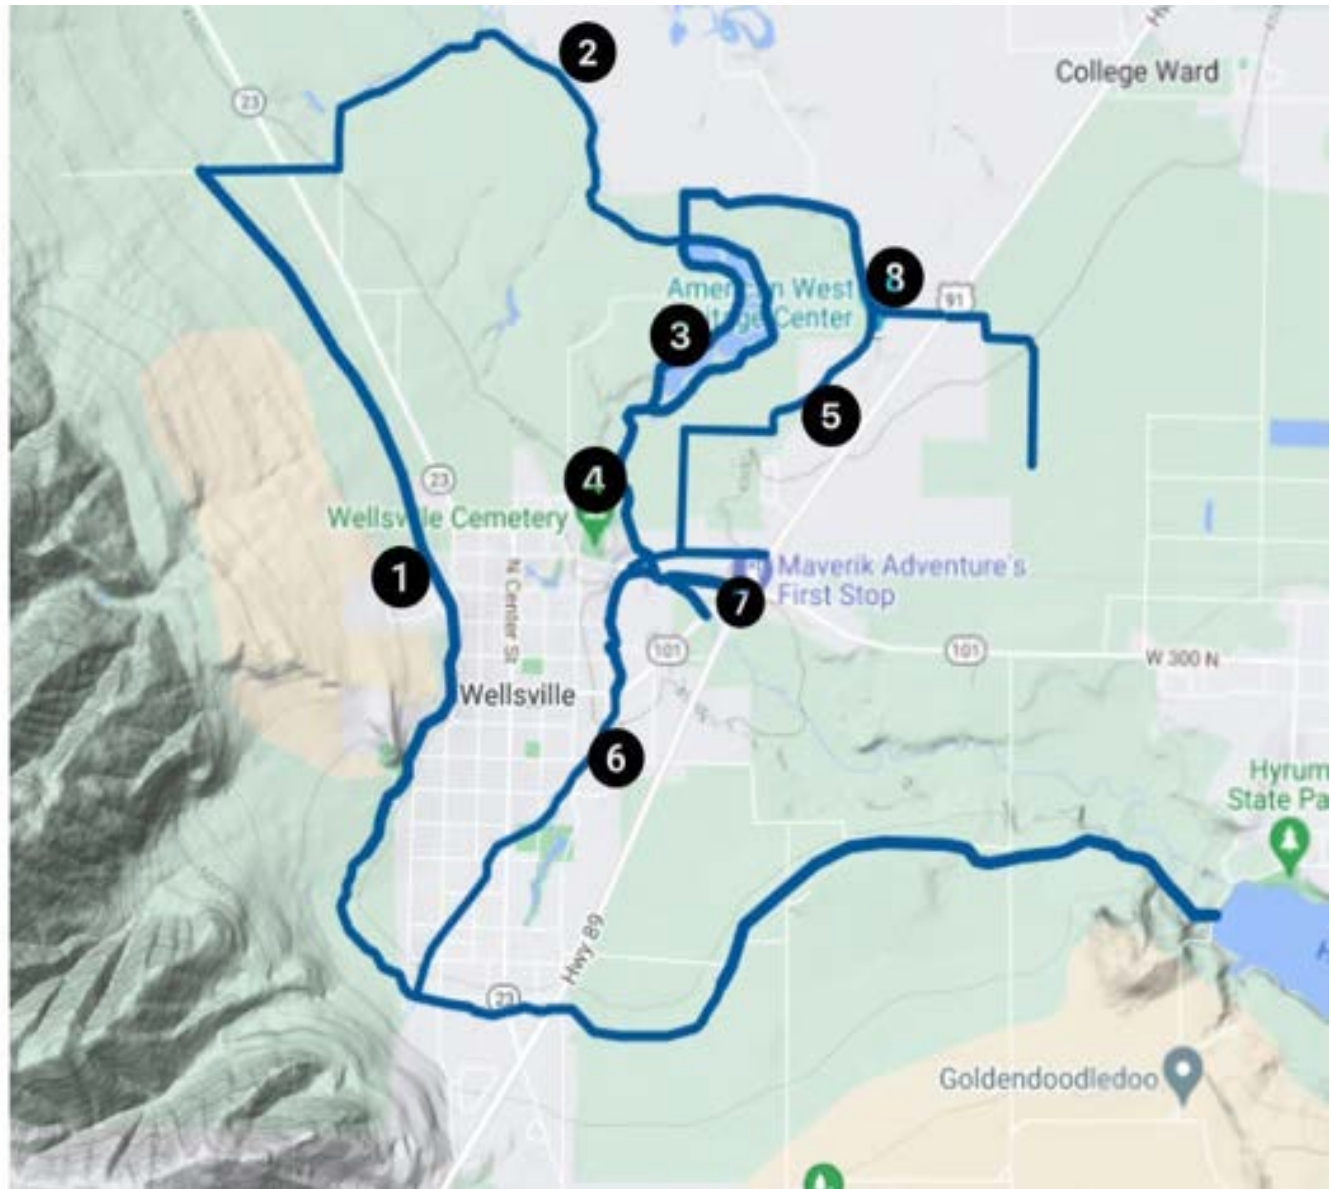 2
College Ward
23
8
91
American West
Heritage Center
3
5
4
23
Wellsville Cemetery
1
N Center St
Maverik Adventure's
First Stop
7
101
101
W 300 N
Wellsville
6
Hyrum
State Pa
Hwy 89
23
Goldendoodledoo